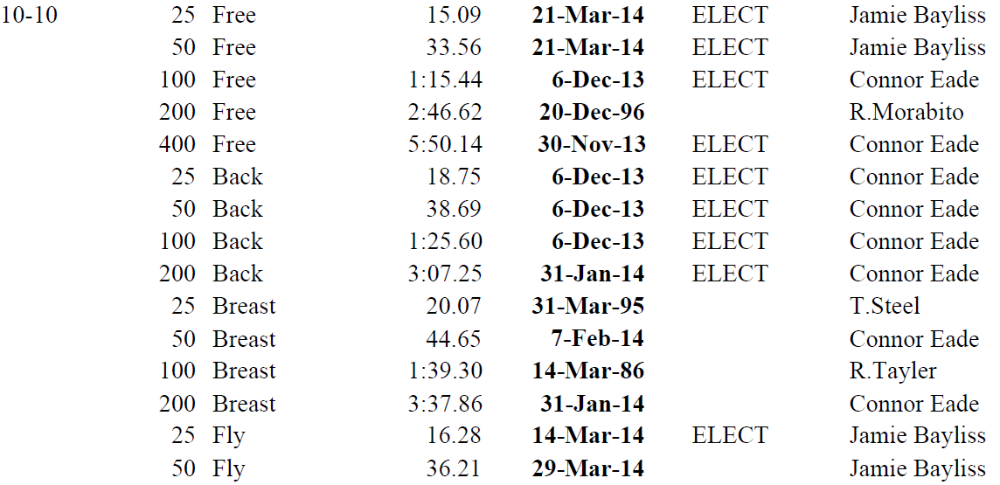 10-10 25 Free 15.09 21-Mar-14 ELECT Jamie Bayliss
50 Free 33.56 21-Mar-14 ELECT Jamie Bayliss
100 Free 1:15.44 6-Dec-13 ELECT Connor Eade
200 Free 2:46.62 20-Dec-96 R.Morabito
400 Free 5:50.14 30-Nov-13 ELECT Connor Eade
25 Back 18.75 6-Dec-13 ELECT Connor Eade
50 Back 38.69 6-Dec-13 ELECT Connor Eade
100 Back 1:25.60 6-Dec-13 ELECT Connor Eade
200 Back 3:07.25 31-Jan-14 ELECT Connor Eade
25 Breast 20.07 31-Mar-95 T.Steel
50 Breast 44.65 7-Feb-14 Connor Eade
100 Breast 1:39.30 14-Mar-86 R.Tayler
200 Breast 3:37.86 31-Jan-14 Connor Eade
25 Fly 16.28 14-Mar-14 ELECT Jamie Bayliss
50 Fly 36.21 29-Mar-14 Jamie Bayliss